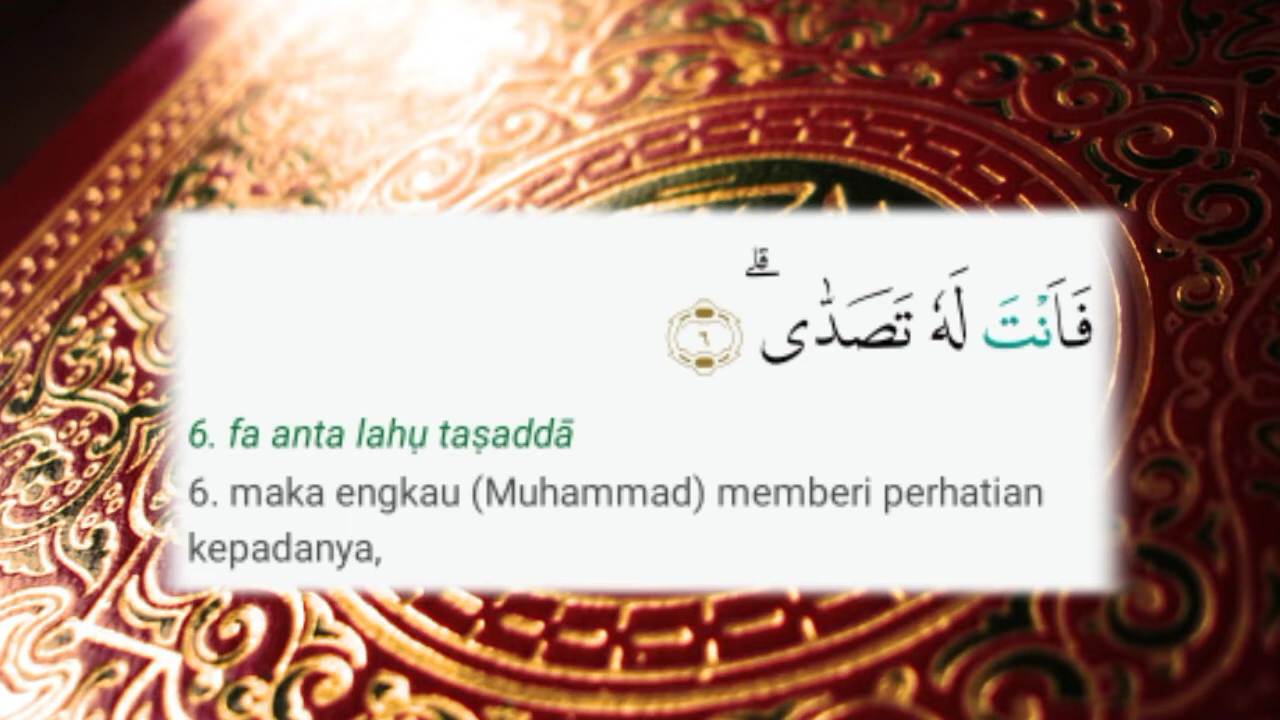 فَاَنْتَ لَهٗ تَصَدّٰىۗ ٦
6. fa anta lahụ taṣaddā
6. maka engkau (Muhammad) memberi perhatian
kepadanya,